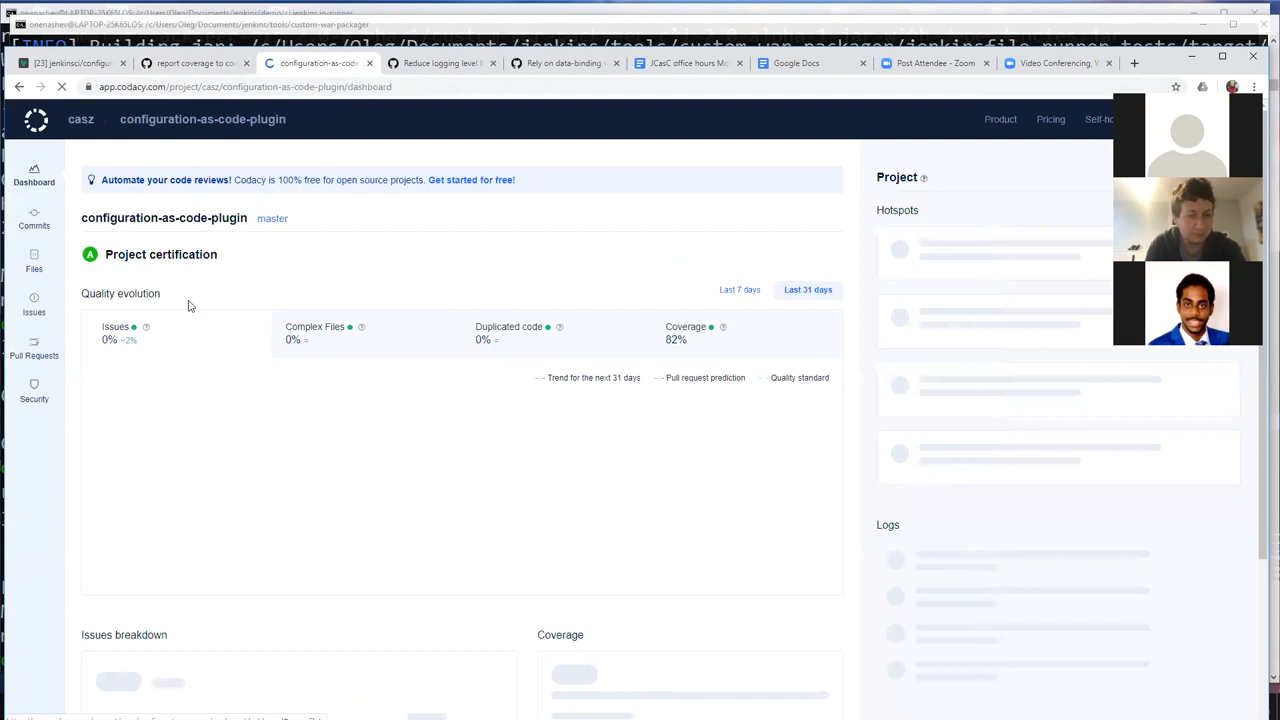 onenashev@LAPTOP-25K65LOS: /c/Users/Oleg/Documents/jenkins/tools/custom-war-packager
[INFO] Building jar: /c/Users/Oleg/Documents/jenkins/tools/custom-war-packager/jenkinsfile-runner-tests/target/
[23] jenkinsci/configur
report coverage to co
configuration-as-code-
Reduce logging level f
Rely on data-binding
JCasC office hours Me
Google Docs
Post Attendee - Zoom
Video Conferencing, W
app.codacy.com/project/casz/configuration-as-code-plugin/dashboard
casz / configuration-as-code-plugin
Product
Pricing
Self-ho
Dashboard
Commits
Files
Issues
Pull Requests
Security
Automate your code reviews! Codacy is 100% free for open source projects. Get started for free!
configuration-as-code-plugin master
A Project certification
Quality evolution
Last 7 days
Last 31 days
Issues
0% 2%
Complex Files
0% =
Duplicated code
0% =
Coverage
82%
Trend for the next 31 days
Pull request prediction
Quality standard
Issues breakdown
Coverage
Project
Hotspots
Logs